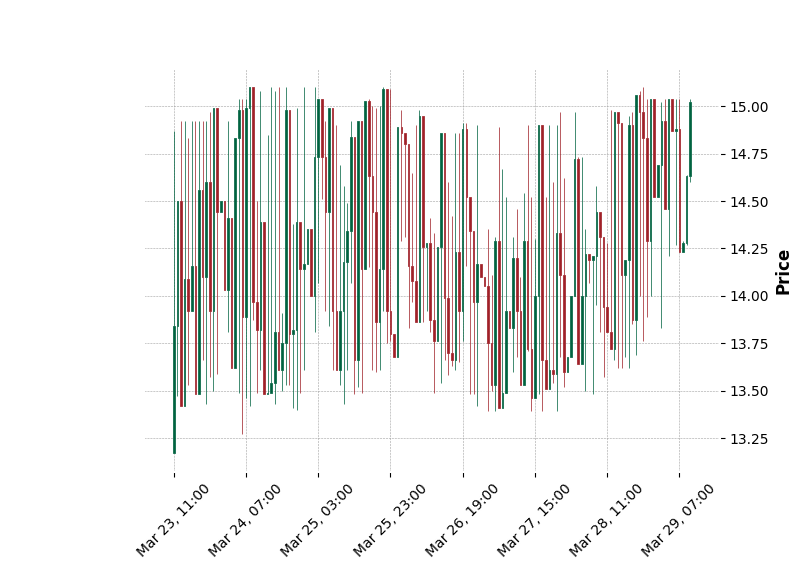 15.00
14.75
14.50
14.25
14.00
13.75
13.50
13.25
Price
Mar 23, 11:00
Mar 24, 07:00
Mar 25, 03:00
Mar 25, 23:00
Mar 26, 19:00
Mar 27, 15:00
Mar 28, 11:00
Mar 29, 07:00